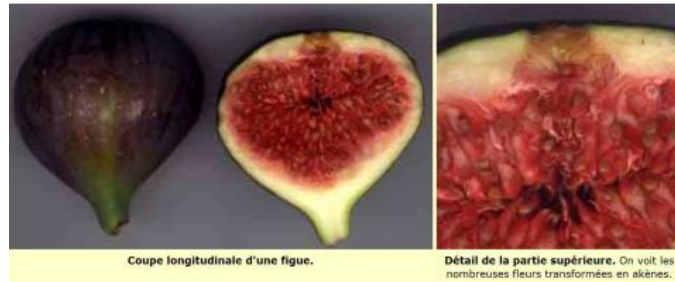 Coupe longitudinale d'une figue.
Détail de la partie supérieure. On voit les
nombreuses fleurs transformées en akènes.